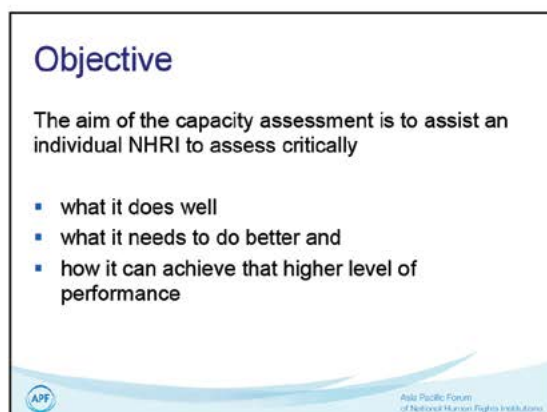 Objective
The aim of the capacity assessment is to assist an
individual NHRI to assess critically
▪ what it does well
▪ what it needs to do better and
▪ how it can achieve that higher level of
performance
APF
Asia Pacific Forum
of National Human Rights Institutions